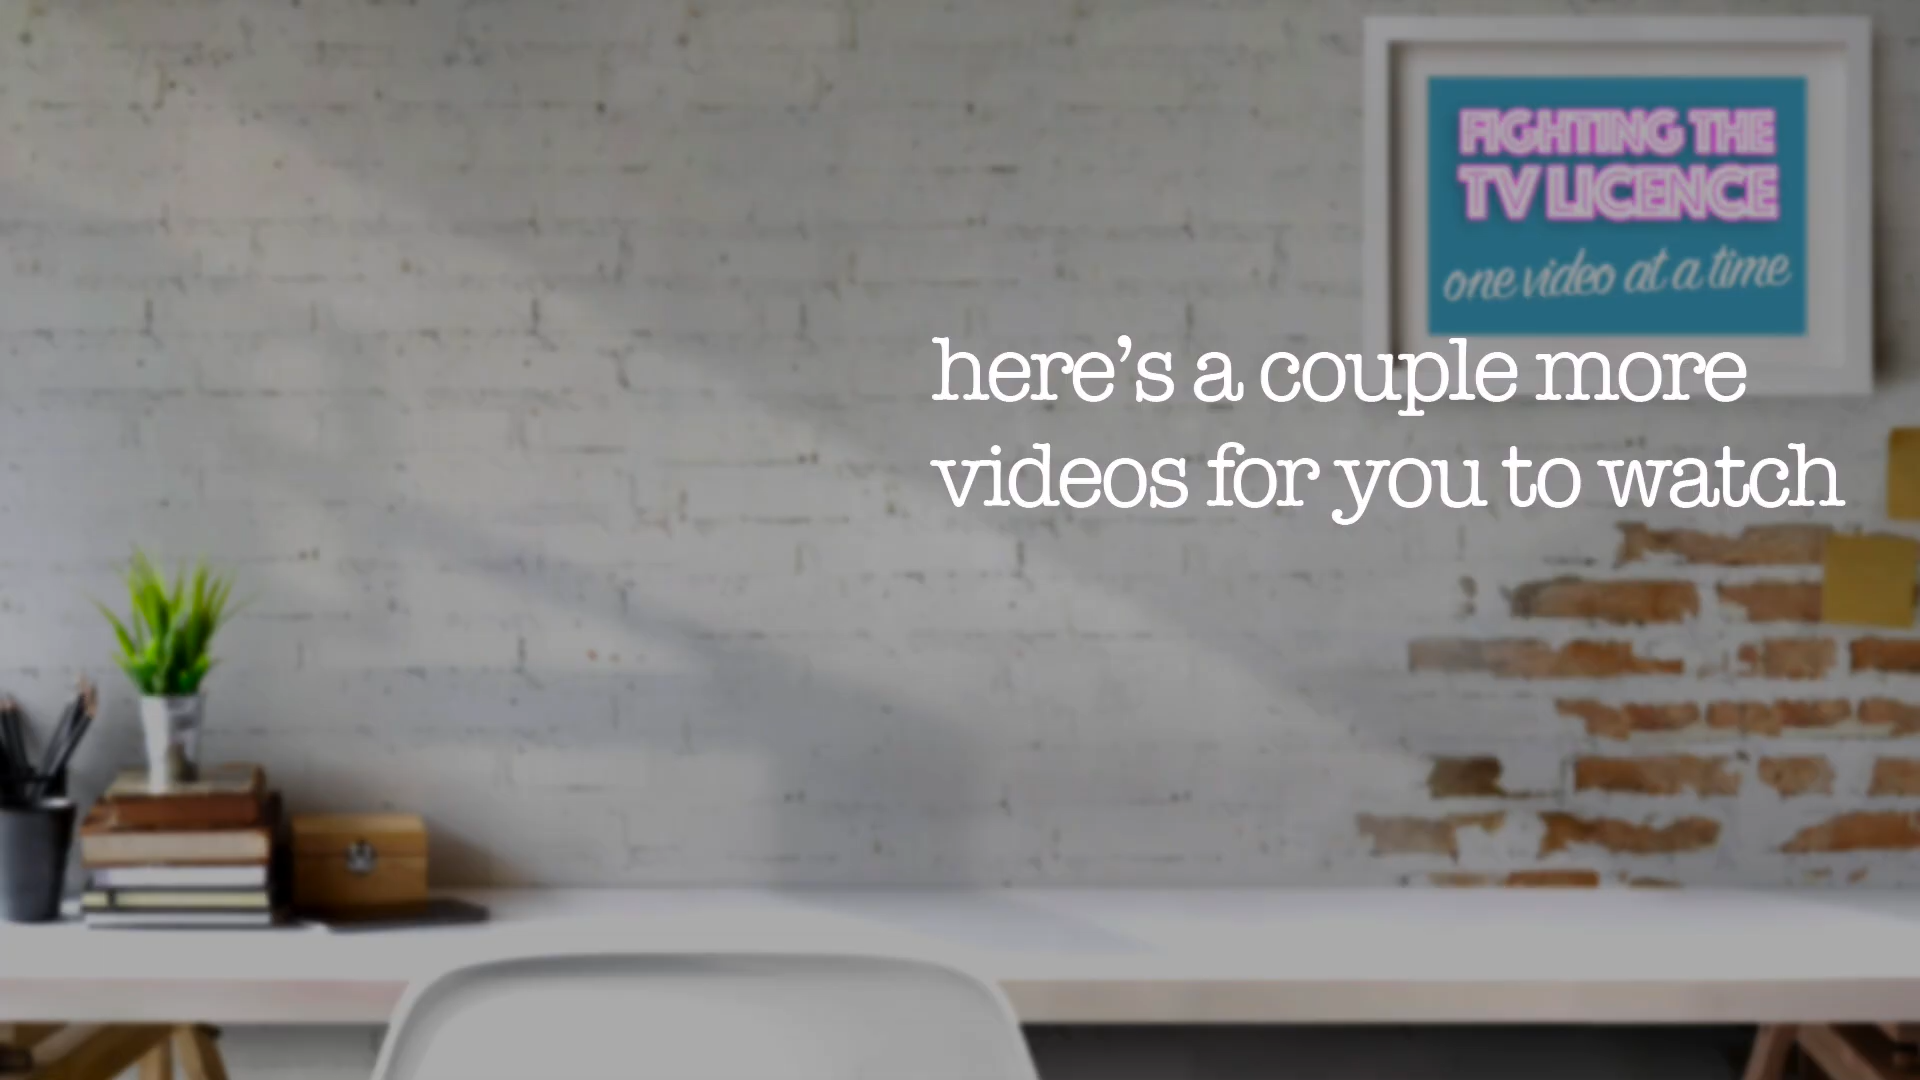 FIGHTING THE
TV LICENCE
one video at a time
here's a couple more
videos for you to watch